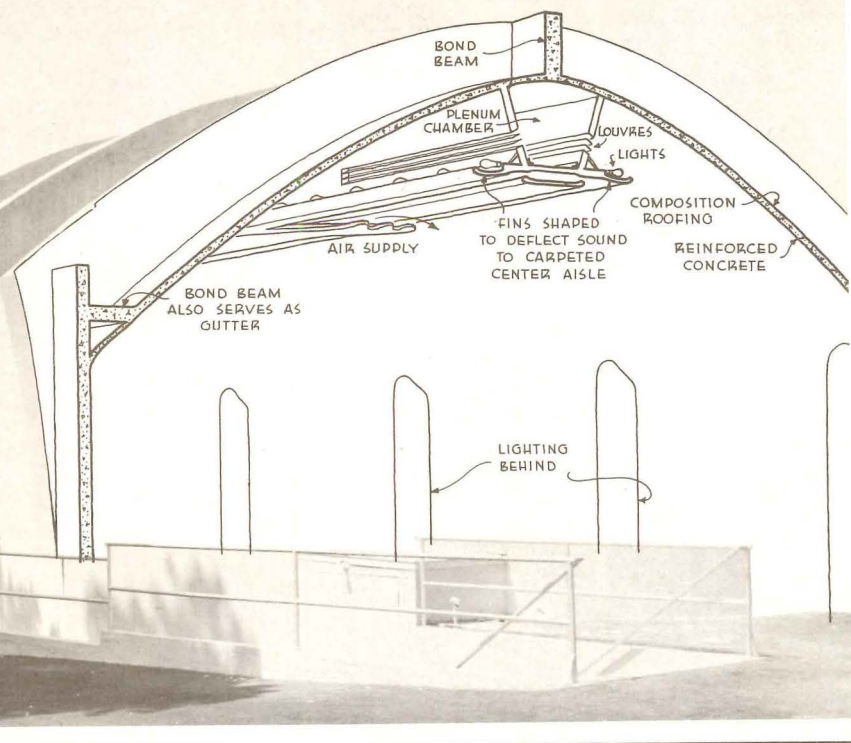 BOND
BEAM
PLENUM
CHAMBER
LOUVRES
LIGHTS
COMPOSITION
ROOFING
FINS SHAPED
TO DEFLECT SOUND
TO CARPETED
CENTER AISLE
REINFORCED
CONCRETE
AIR SUPPLY
BOND BEAM
ALSO SERVES AS
GUTTER
LIGHTING
BEHIND